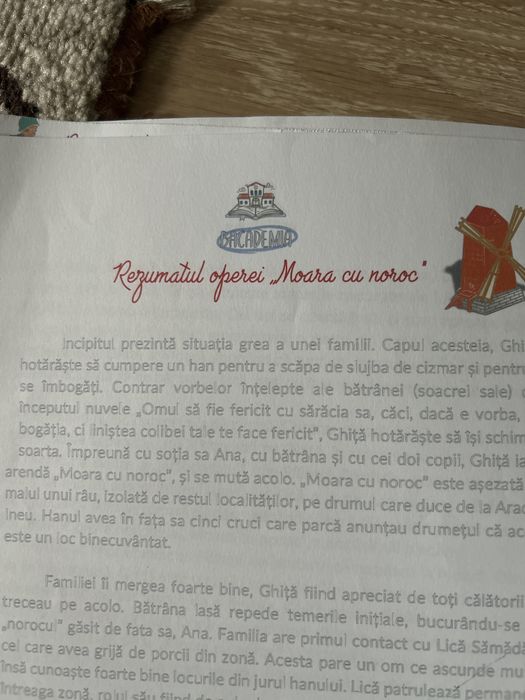 BACADEMIA
Rezumatul operei „Moara cu noroc"
Incipitul prezintă situația grea a unei familii. Capul acesteia, Ghi
hotărăște să cumpere un han pentru a scăpa de slujba de cizmar și pentru
se îmbogăți. Contrar vorbelor înțelepte ale bătrânei (soacrei sale)
începutul nuvele „Omul să fie fericit cu sărăcia sa, căci, dacă e vorba,
bogăția, ci liniștea colibei tale te face fericit", Ghiță hotărăște să își schim
soarta. Împreună cu soția sa Ana, cu bătrâna și cu cei doi copii, Ghiță ia
arendă „Moara cu noroc", și se mută acolo. „Moara cu noroc" este așezată
malul unui râu, izolată de restul localităților, pe drumul care duce de la Arad
Ineu. Hanul avea în fața sa cinci cruci care parcă anunțau drumețul că ac
este un loc binecuvântat.
Familiei îi mergea foarte bine, Ghiță fiind apreciat de toți călătorii
treceau pe acolo. Bătrâna lasă repede temerile inițiale, bucurându-se
„norocul" găsit de fata sa, Ana. Familia are primul contact cu Lică Sămăda
cel care avea grijă de porcii din zonă. Acesta pare un om ce ascunde mul
însă cunoaște foarte bine locurile din jurul hanului. Lică patrulează perma
întreaga zonă, rolul său fiind